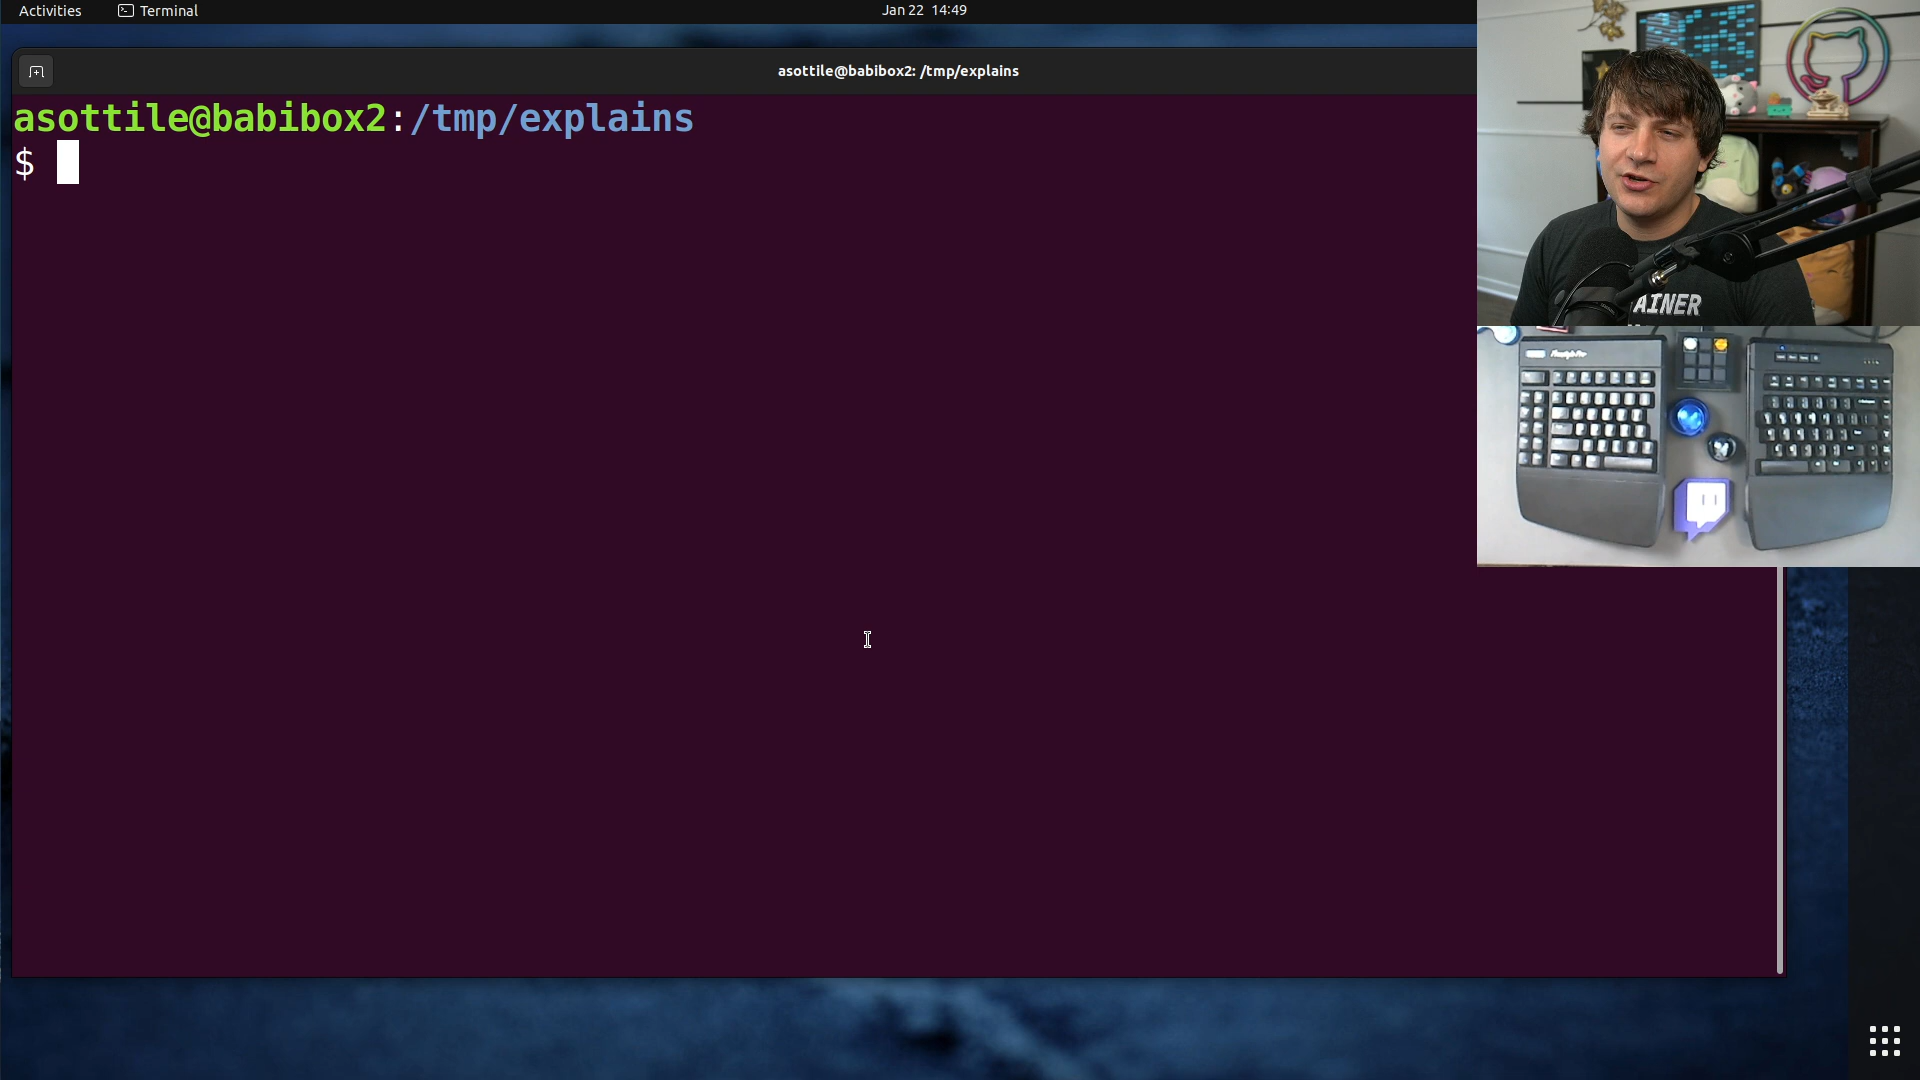 Activities
Terminal
Jan 22 14:49
asottile@babibox2: /tmp/explains
asottile@babibox2:/tmp/explains
$
AINER